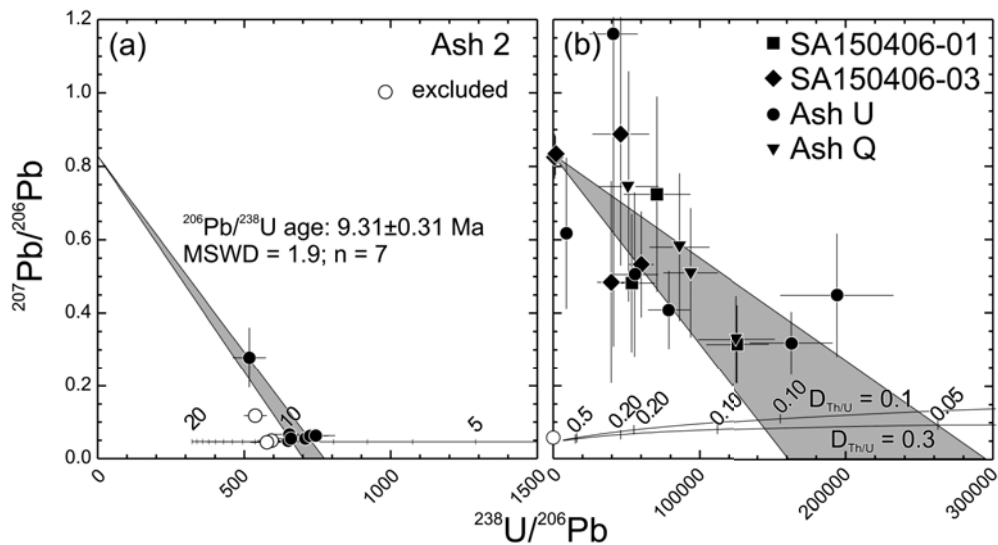 (a) Ash 2
excluded
²⁰⁶Pb/²³⁸U age: 9.31±0.31 Ma
MSWD = 1.9; n = 7
20 10 5
²⁰⁷Pb/²⁰⁶Pb
1.2
1.0
0.8
0.6
0.4
0.2
0.0
0 500 1000 1500
(b)
SA150406-01
SA150406-03
Ash U
Ash Q
0.5 0.20 0.20 0.15 0.10 0.05
D_Th/U = 0.1
D_Th/U = 0.3
0 100000 200000 300000
²³⁸U/²⁰⁶Pb